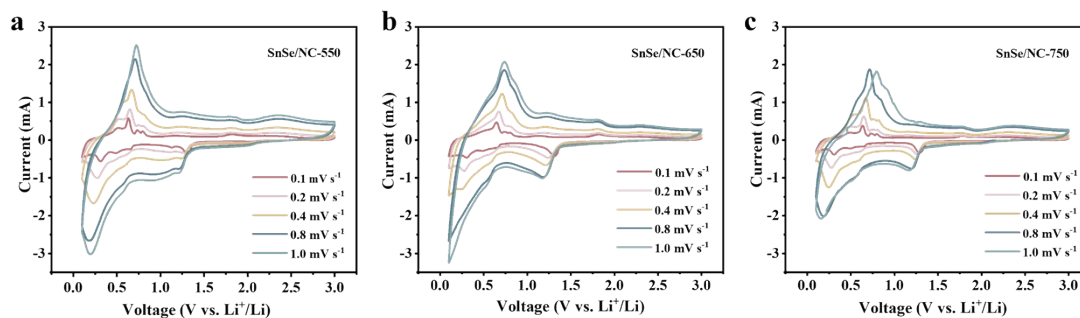 a
SnSe/NC-550
Current (mA)
3
2
1
0
-1
-2
-3
0.1 mV s⁻¹
0.2 mV s⁻¹
0.4 mV s⁻¹
0.8 mV s⁻¹
1.0 mV s⁻¹
0.0 0.5 1.0 1.5 2.0 2.5 3.0
Voltage (V vs. Li⁺/Li)
b
SnSe/NC-650
Current (mA)
3
2
1
0
-1
-2
-3
0.1 mV s⁻¹
0.2 mV s⁻¹
0.4 mV s⁻¹
0.8 mV s⁻¹
1.0 mV s⁻¹
0.0 0.5 1.0 1.5 2.0 2.5 3.0
Voltage (V vs. Li⁺/Li)
c
SnSe/NC-750
Current (mA)
3
2
1
0
-1
-2
-3
0.1 mV s⁻¹
0.2 mV s⁻¹
0.4 mV s⁻¹
0.8 mV s⁻¹
1.0 mV s⁻¹
0.0 0.5 1.0 1.5 2.0 2.5 3.0
Voltage (V vs. Li⁺/Li)